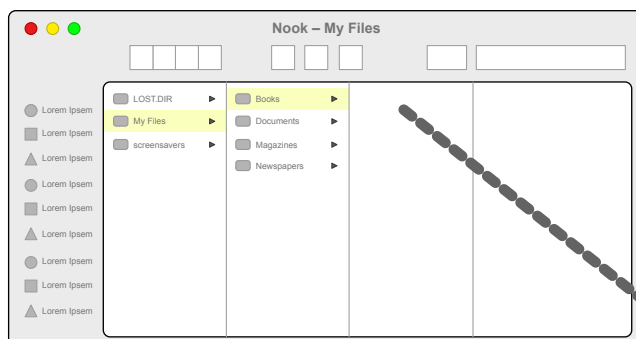 Nook – My Files
LOST.DIR
My Files
screensavers
Books
Documents
Magazines
Newspapers
Lorem Ipsem
Lorem Ipsem
Lorem Ipsem
Lorem Ipsem
Lorem Ipsem
Lorem Ipsem
Lorem Ipsem
Lorem Ipsem
Lorem Ipsem